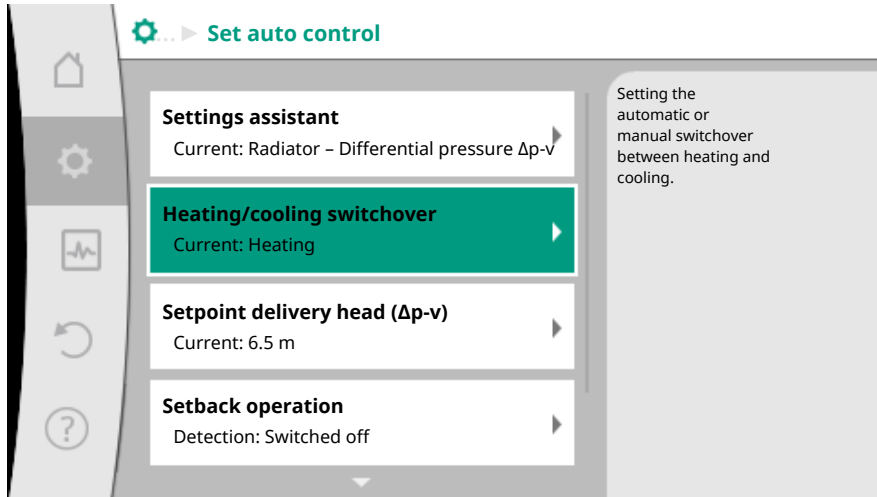 ... Set auto control
Settings assistant
Current: Radiator – Differential pressure Δp-v
Heating/cooling switchover
Current: Heating
Setpoint delivery head (Δp-v)
Current: 6.5 m
Setback operation
Detection: Switched off
Setting the
automatic or
manual switchover
between heating and
cooling.
?